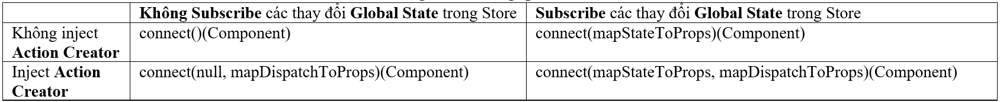 Không Subscribe các thay đổi Global State trong Store
Subscribe các thay đổi Global State trong Store
Không inject
Action Creator
connect()(Component)
connect(mapStateToProps)(Component)
Inject Action
Creator
connect(null, mapDispatchToProps)(Component)
connect(mapStateToProps, mapDispatchToProps)(Component)